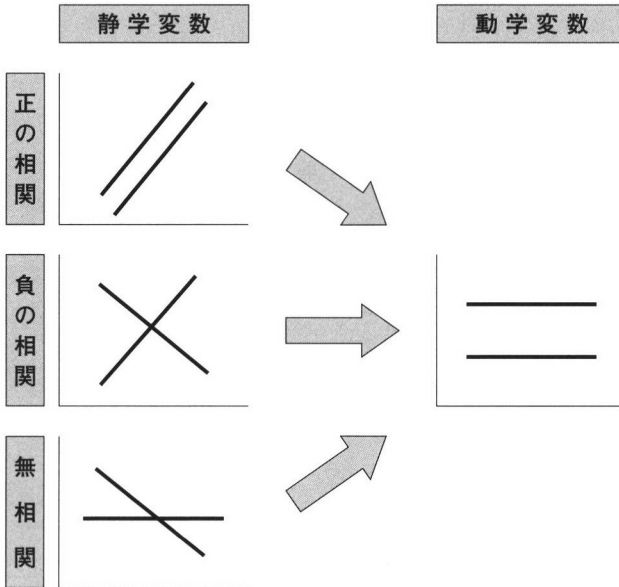 静学変数
動学変数
正の相関
負の相関
無相関